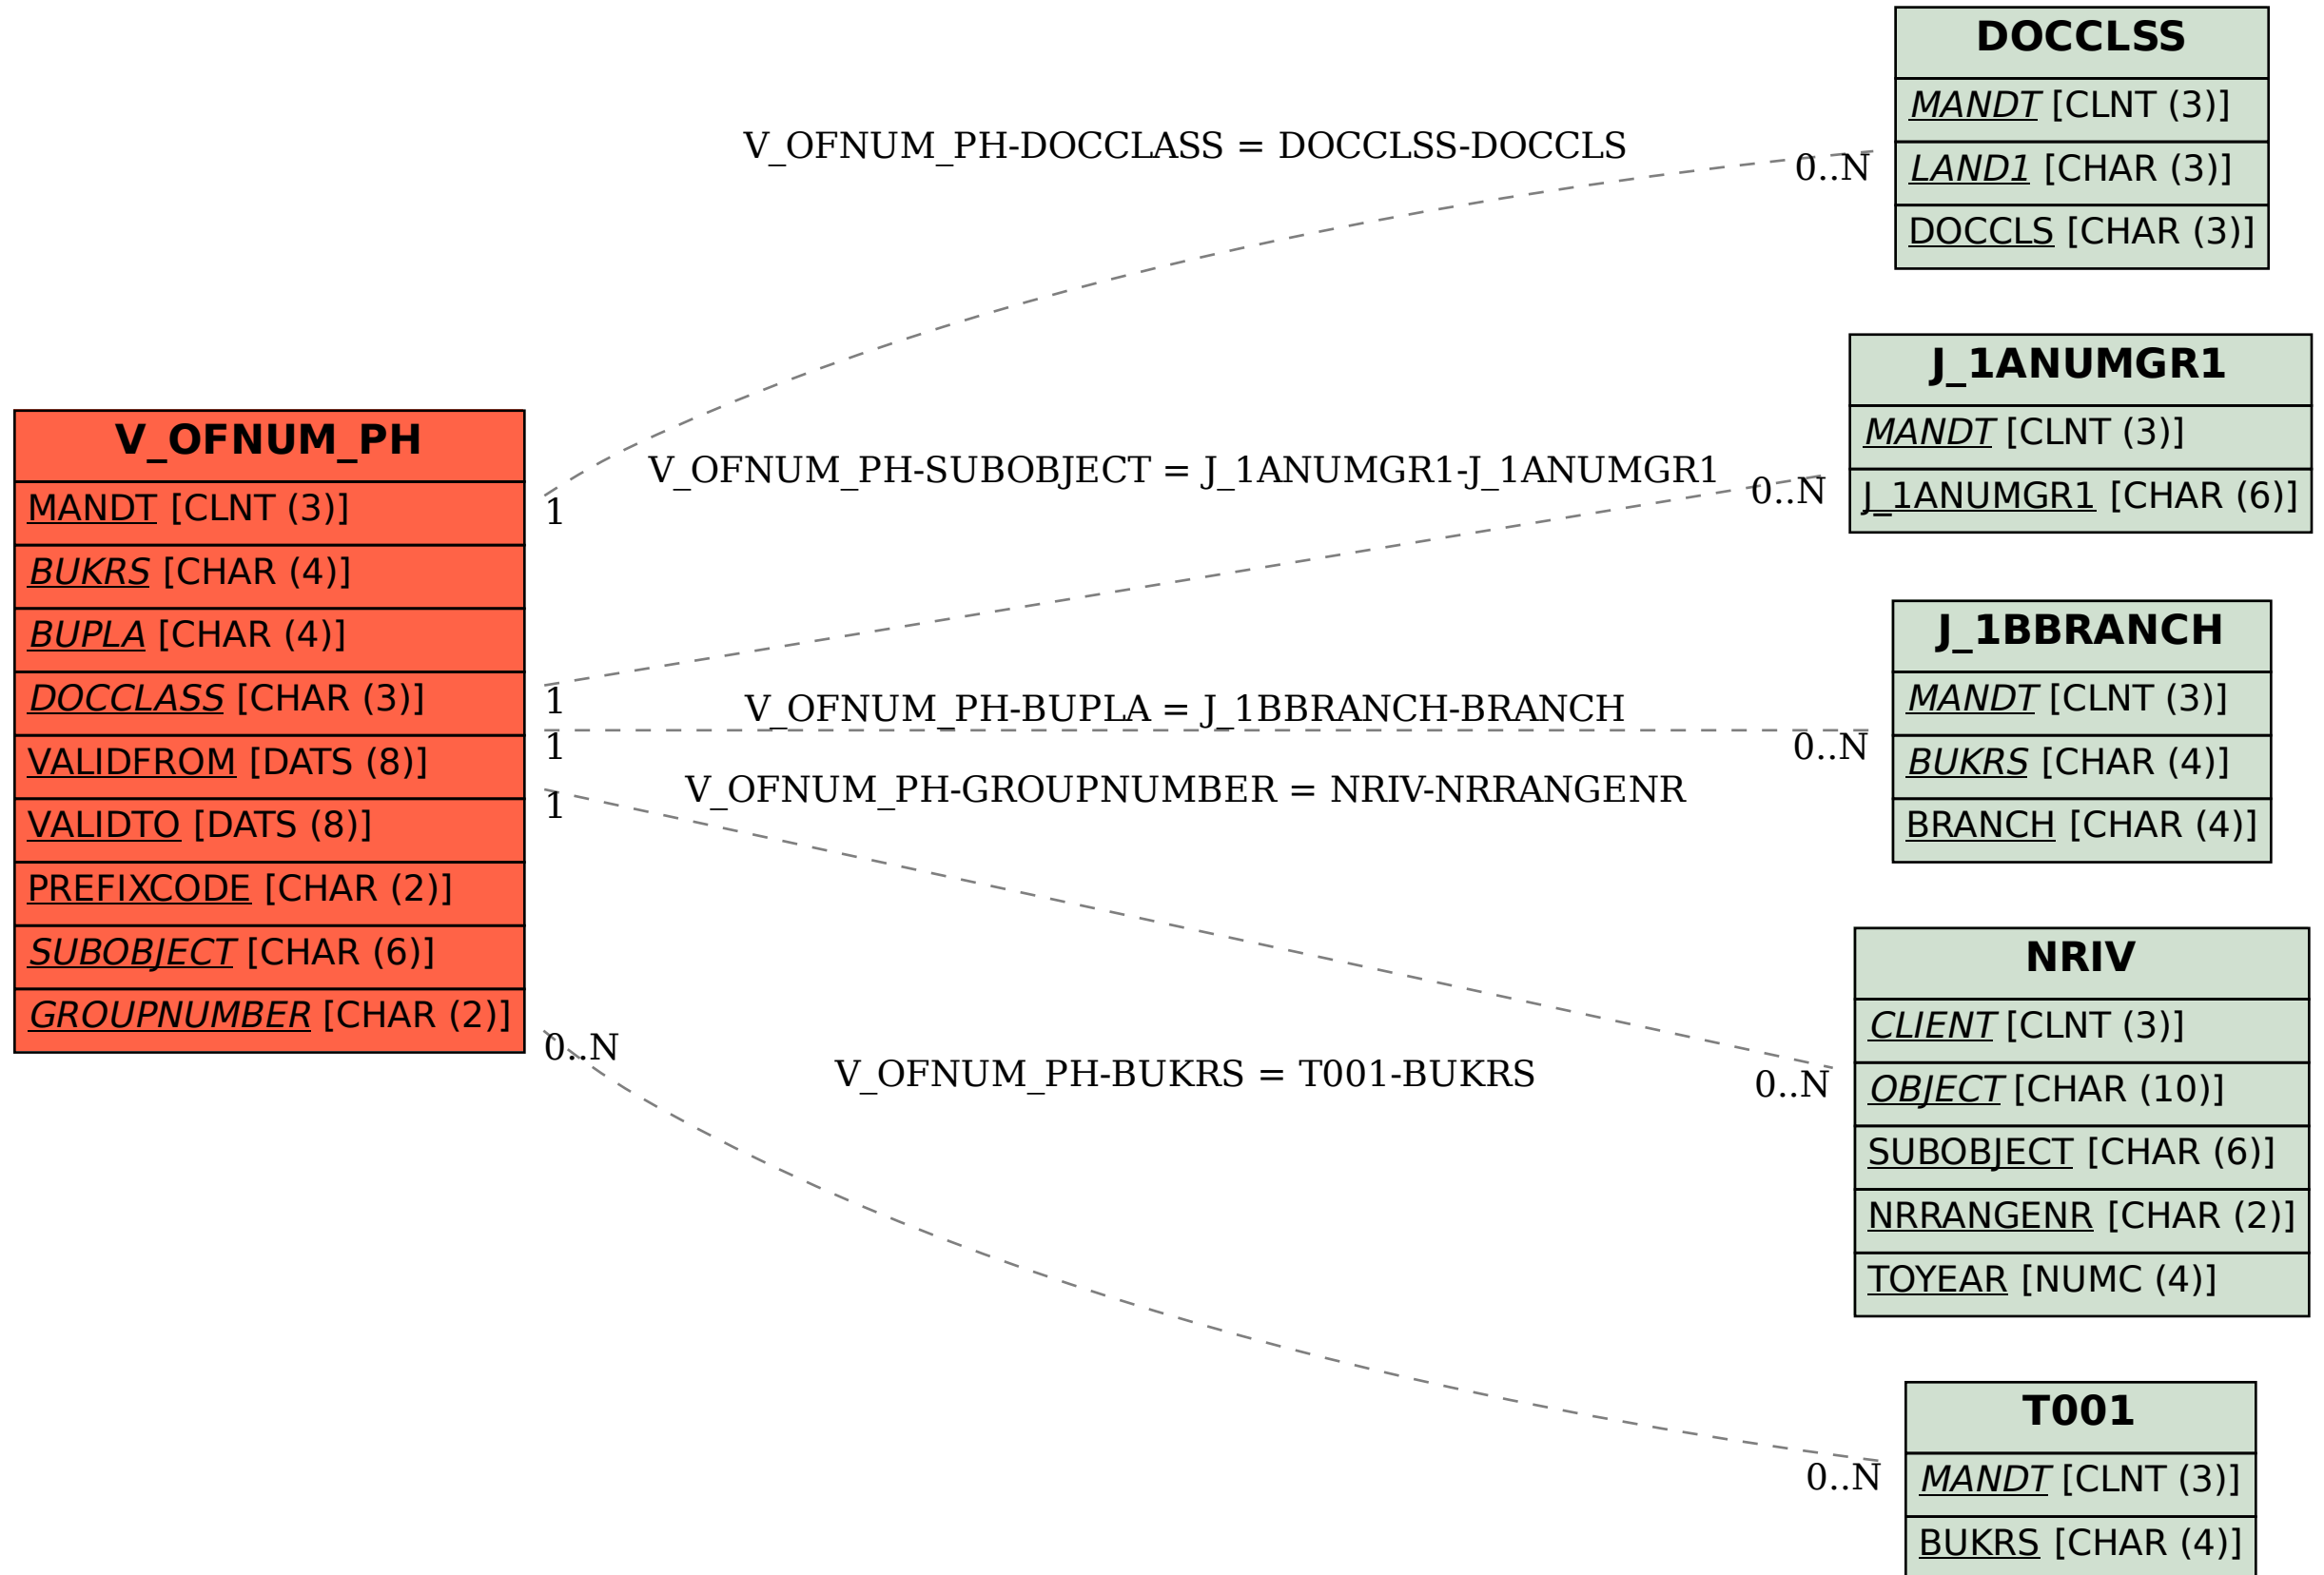 V_OFNUM_PH
MANDT [CLNT (3)]
BUKRS [CHAR (4)]
BUPLA [CHAR (4)]
DOCCLASS [CHAR (3)]
VALIDFROM [DATS (8)]
VALIDTO [DATS (8)]
PREFIXCODE [CHAR (2)]
SUBOBJECT [CHAR (6)]
GROUPNUMBER [CHAR (2)]
V_OFNUM_PH-DOCCLASS = DOCCLSS-DOCCLS
0..N
1
V_OFNUM_PH-SUBOBJECT = J_1ANUMGR1-J_1ANUMGR1
0..N
1
V_OFNUM_PH-BUPLA = J_1BBRANCH-BRANCH
1
0..N
V_OFNUM_PH-GROUPNUMBER = NRIV-NRRANGENR
1
0..N
0..N
V_OFNUM_PH-BUKRS = T001-BUKRS
0..N
DOCCLSS
MANDT [CLNT (3)]
LAND1 [CHAR (3)]
DOCCLS [CHAR (3)]
J_1ANUMGR1
MANDT [CLNT (3)]
J_1ANUMGR1 [CHAR (6)]
J_1BBRANCH
MANDT [CLNT (3)]
BUKRS [CHAR (4)]
BRANCH [CHAR (4)]
NRIV
CLIENT [CLNT (3)]
OBJECT [CHAR (10)]
SUBOBJECT [CHAR (6)]
NRRANGENR [CHAR (2)]
TOYEAR [NUMC (4)]
T001
MANDT [CLNT (3)]
BUKRS [CHAR (4)]